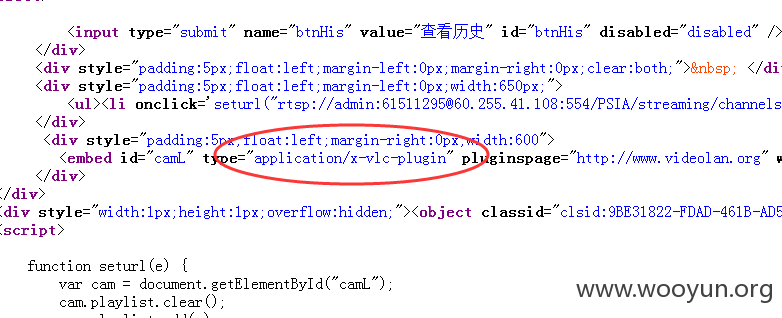 <input type="submit" name="btnHis" value="查看历史" id="btnHis" disabled="disabled" />
</div>
<div style="padding:5px;float:left;margin-left:0px;margin-right:0px;clear:both;">&nbsp; </di
<div style="padding:5px;float:left;margin-left:0px;width:650px;">
<ul><li onclick='seturl("rtsp://admin:61511295@60.255.41.108:554/PSIA/streaming/channels
</div>
<div style="padding:5px;float:left;margin-right:0px;width:600">
<embed id="camL" type="application/x-vlc-plugin" pluginspage="http://www.videolan.org" w
</div>
</div>
<div style="width:1px;height:1px;overflow:hidden;"><object classid="clsid:9BE31822-FDAD-461B-AD5
<script>
function seturl(e) {
var cam = document.getElementById("camL");
cam.playlist.clear();
www.wooyun.org